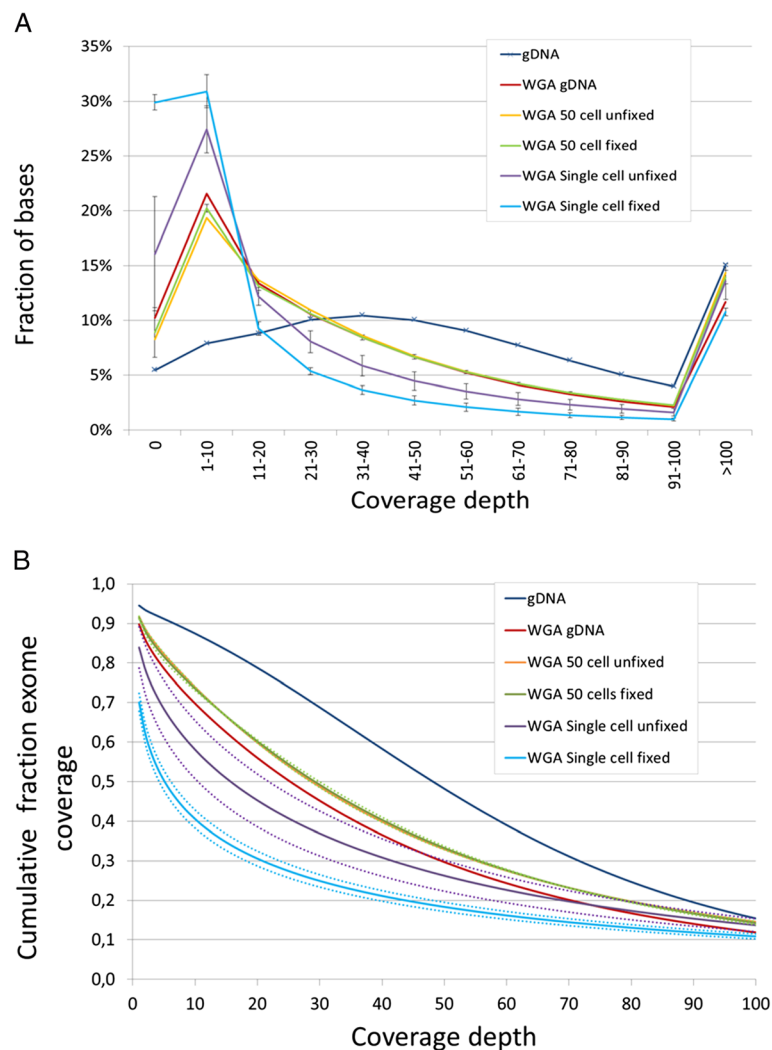 A
35%
30%
25%
20%
15%
10%
5%
0%
Fraction of bases
gDNA
WGA gDNA
WGA 50 cell unfixed
WGA 50 cell fixed
WGA Single cell unfixed
WGA Single cell fixed
0
1-10
11-20
21-30
31-40
41-50
51-60
61-70
71-80
81-90
91-100
>100
Coverage depth
B
1,0
0,9
0,8
0,7
0,6
0,5
0,4
0,3
0,2
0,1
0,0
Cumulative fraction exome
coverage
gDNA
WGA gDNA
WGA 50 cell unfixed
WGA 50 cells fixed
WGA Single cell unfixed
WGA Single cell fixed
0 10 20 30 40 50 60 70 80 90 100
Coverage depth